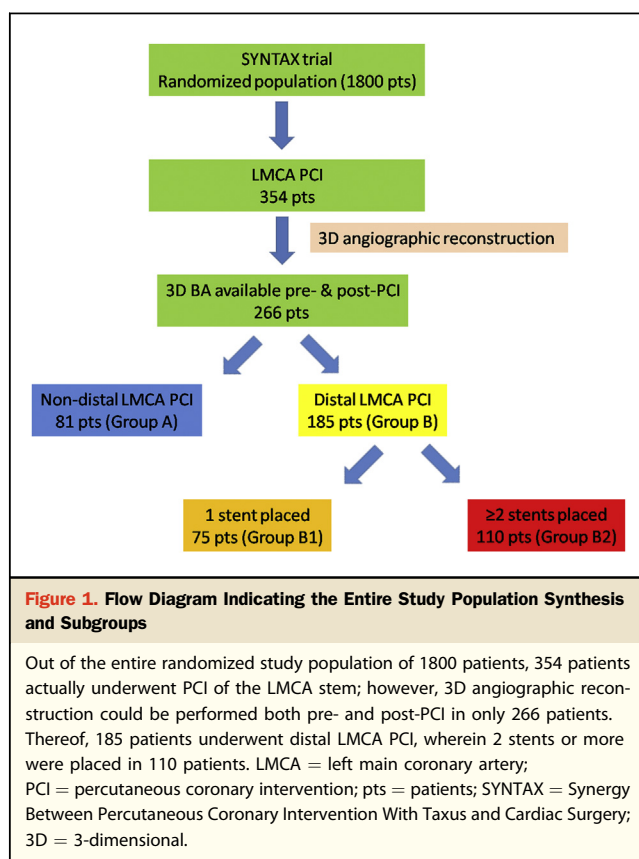 SYNTAX trial
Randomized population (1800 pts)
LMCA PCI
354 pts
3D angiographic reconstruction
3D BA available pre- & post-PCI
266 pts
Non-distal LMCA PCI
81 pts (Group A)
Distal LMCA PCI
185 pts (Group B)
1 stent placed
75 pts (Group B1)
≥2 stents placed
110 pts (Group B2)
Figure 1. Flow Diagram Indicating the Entire Study Population Synthesis
and Subgroups
Out of the entire randomized study population of 1800 patients, 354 patients
actually underwent PCI of the LMCA stem; however, 3D angiographic recon-
struction could be performed both pre- and post-PCI in only 266 patients.
Thereof, 185 patients underwent distal LMCA PCI, wherein 2 stents or more
were placed in 110 patients. LMCA = left main coronary artery;
PCI = percutaneous coronary intervention; pts = patients; SYNTAX = Synergy
Between Percutaneous Coronary Intervention With Taxus and Cardiac Surgery;
3D = 3-dimensional.